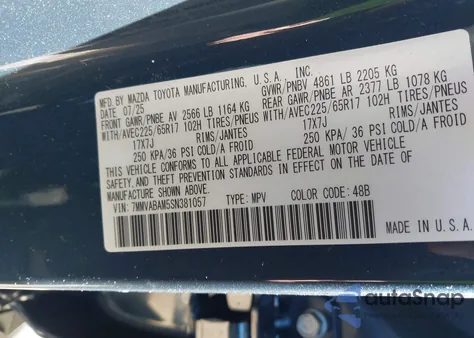 MFD. BY MAZDA TOYOTA MANUFACTURING, U.S.A., INC.
DATE 07/25 GVWR/PNBV 4861 LB 2205 KG
FRONT GAWR/PNBE AV 2566 LB 1164 KG REAR GAWR/PNBE AR 2377 LB 1078 KG
WITH/AVEC225/65R17 102H TIRES/PNEUS WITH/AVEC225/65R17 102H TIRES/PNEUS
17X7J RIMS/JANTES 17X7J RIMS/JANTES
250 KPA/36 PSI COLD/A FROID 250 KPA/36 PSI COLD/A FROID
THIS VEHICLE CONFORMS TO ALL APPLICABLE FEDERAL MOTOR VEHICLE
SAFETY, AND THEFT PREVENTION STANDARDS IN EFFECT ON THE DATE OF
MANUFACTURE SHOWN ABOVE.
VIN: 7MMVABAM5SN381057 TYPE: MPV COLOR CODE: 48B
MADE IN U.S.A.
autoSnap